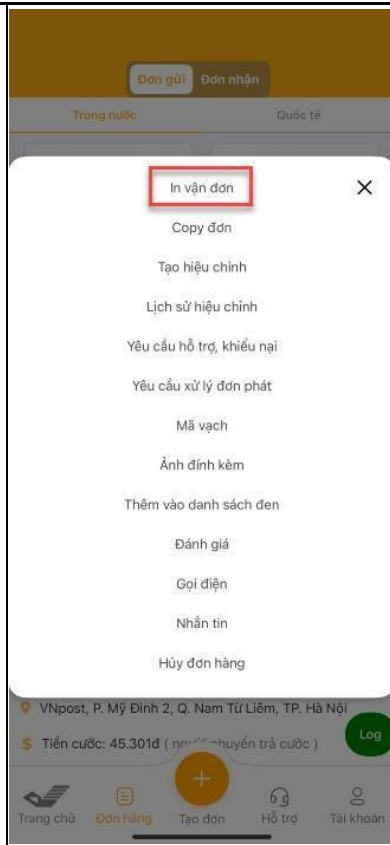 Đơn gửi Đơn nhận
Trong nước Quốc tế
In vận đơn
Copy đơn
Tạo hiệu chỉnh
Lịch sử hiệu chỉnh
Yêu cầu hỗ trợ, khiếu nại
Yêu cầu xử lý đơn phát
Mã vạch
Ảnh đính kèm
Thêm vào danh sách đen
Đánh giá
Gọi điện
Nhắn tin
Hủy đơn hàng
VNpost, P. Mỹ Đình 2, Q. Nam Từ Liêm, TP. Hà Nội
$ Tiền cước: 45.301đ ( chuyển trả cước )
Log
Trang chủ Đơn hàng Tạo đơn Hỗ trợ Tài khoản